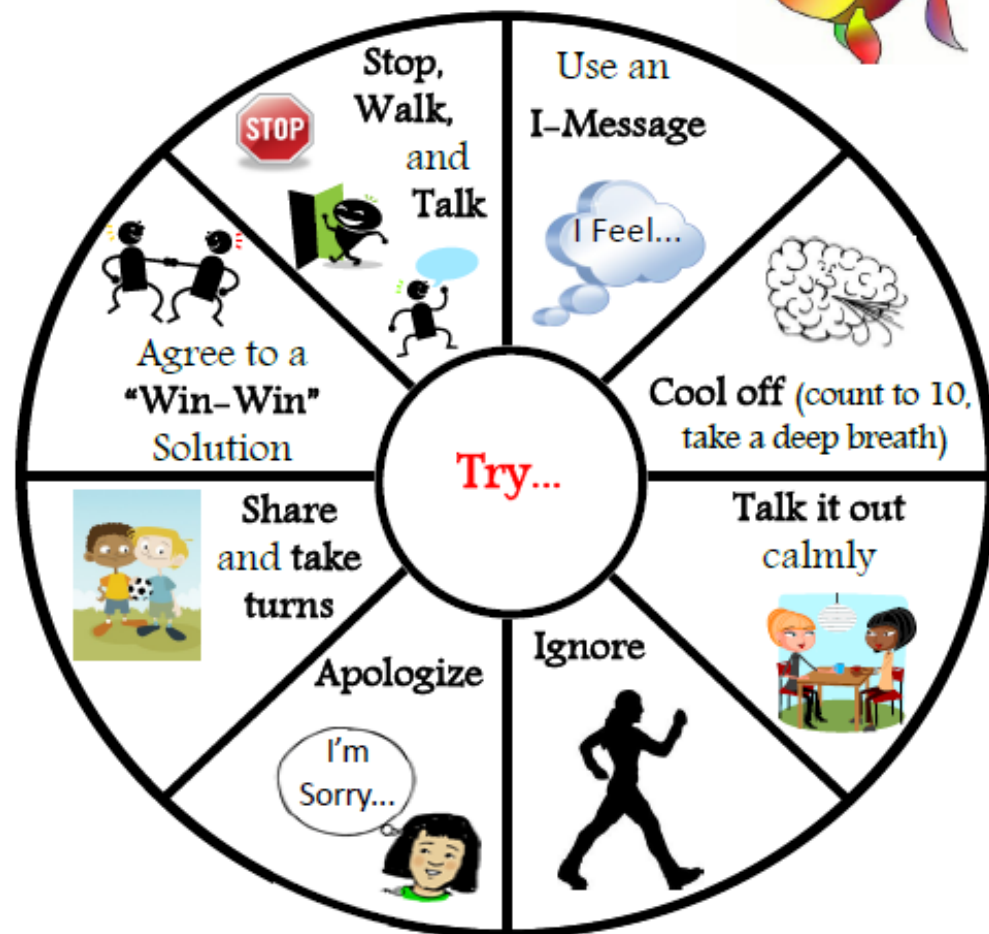 Stop,
Walk,
and
Talk
STOP
Use an
I-Message
I Feel...
Cool off (count to 10,
take a deep breath)
Talk it out
calmly
Ignore
Apologize
I'm
Sorry...
Share
and take
turns
Agree to a
“Win-Win”
Solution
Try...